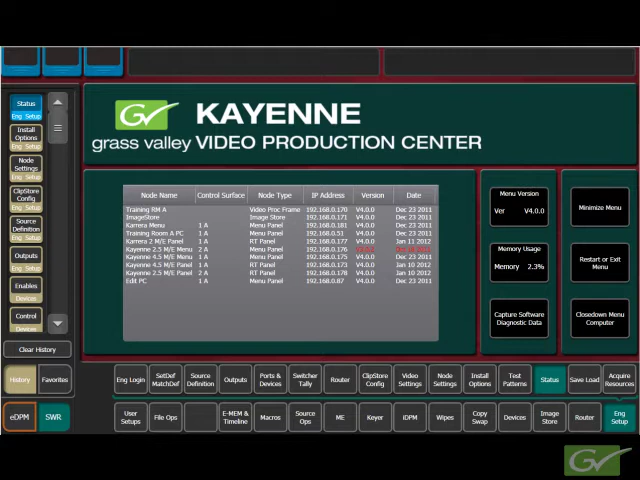 Status
Eng Setup
Install
Options
Eng Setup
Node
Settings
Eng Setup
ClipStore
Config
Eng Setup
Source
Definition
Eng Setup
Outputs
Eng Setup
Enables
Devices
Control
Devices
Clear History
History
Favorites
eDPM
SWR
KAYENNE
grass valley VIDEO PRODUCTION CENTER
Node Name Control Surface Node Type IP Address Version Date
Training RM A Video Proc Frame 192.168.0.170 V4.0.0 Dec 23 2011
ImageStore Image Store 192.168.0.171 V4.0.0 Dec 23 2011
Karrera Menu 1 A Menu Panel 192.168.0.181 V4.0.0 Dec 23 2011
Training Room A PC 1 A Menu Panel 192.168.0.51 V4.0.0 Dec 23 2011
Karrera 2 M/E Panel 1 A RT Panel 192.168.0.177 V4.0.0 Jan 11 2012
Kayenne 2.5 M/E Menu 2 A Menu Panel 192.168.0.176
Kayenne 4.5 M/E Menu 1 A Menu Panel 192.168.0.175 V4.0.0 Dec 23 2011
Kayenne 4.5 M/E Panel 1 A RT Panel 192.168.0.173 V4.0.0 Jan 10 2012
Kayenne 2.5 M/E Panel 2 A RT Panel 192.168.0.178 V4.0.0 Jan 10 2012
Edit PC 1 A Menu Panel 192.168.0.87 V4.0.0 Dec 23 2011
Menu Version
Ver V4.0.0
Memory Usage
Memory 2.3%
Capture Software
Diagnostic Data
Minimize Menu
Restart or Exit
Menu
Closedown Menu
Computer
Eng Login
SetDef
MatchDef
Source
Definition
Outputs
Ports &
Devices
Switcher
Tally
Router
ClipStore
Config
Video
Settings
Node
Settings
Install
Options
Test
Patterns
Status
Save Load
Acquire
Resources
User
Setups
File Ops
E-MEM &
Timeline
Macros
Source
Ops
ME
Keyer
iDPM
Wipes
Copy
Swap
Devices
Image
Store
Router
Eng
Setup